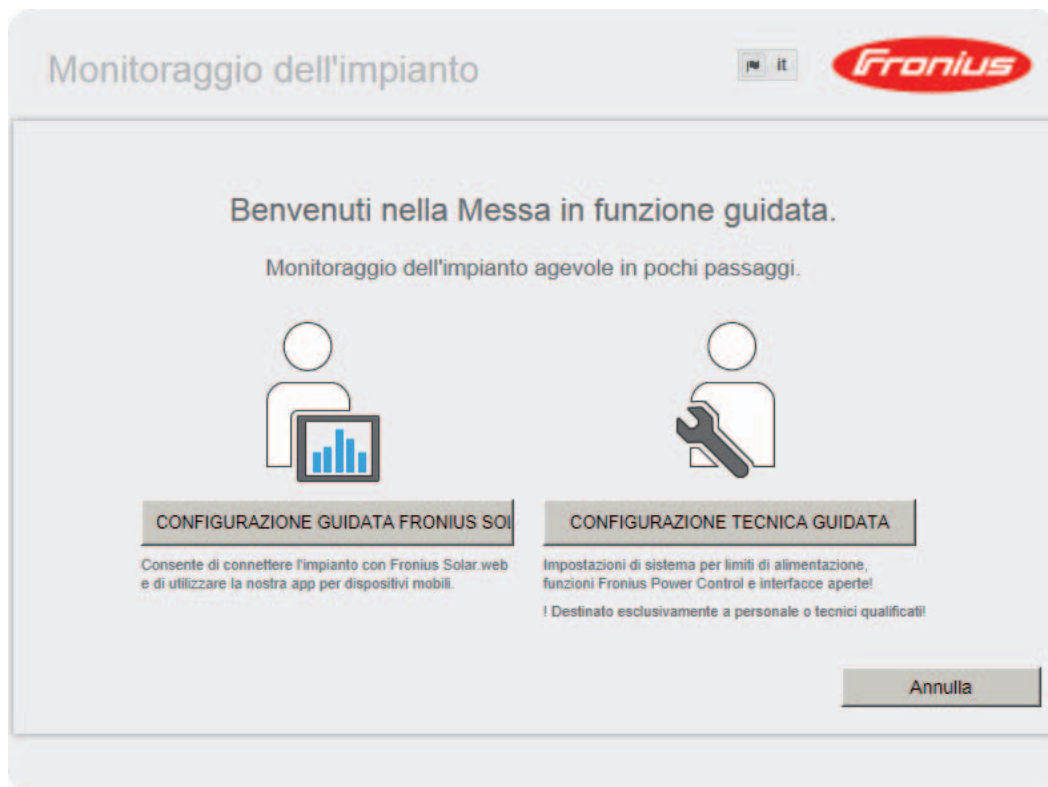 Monitoraggio dell'impianto
it
Fronius
Benvenuti nella Messa in funzione guidata.
Monitoraggio dell'impianto agevole in pochi passaggi.
CONFIGURAZIONE GUIDATA FRONIUS SOL
CONFIGURAZIONE TECNICA GUIDATA
Consente di connettere l'impianto con Fronius Solar.web
e di utilizzare la nostra app per dispositivi mobili.
Impostazioni di sistema per limiti di alimentazione,
funzioni Fronius Power Control e interfacce aperte!
! Destinato esclusivamente a personale o tecnici qualificati!
Annulla